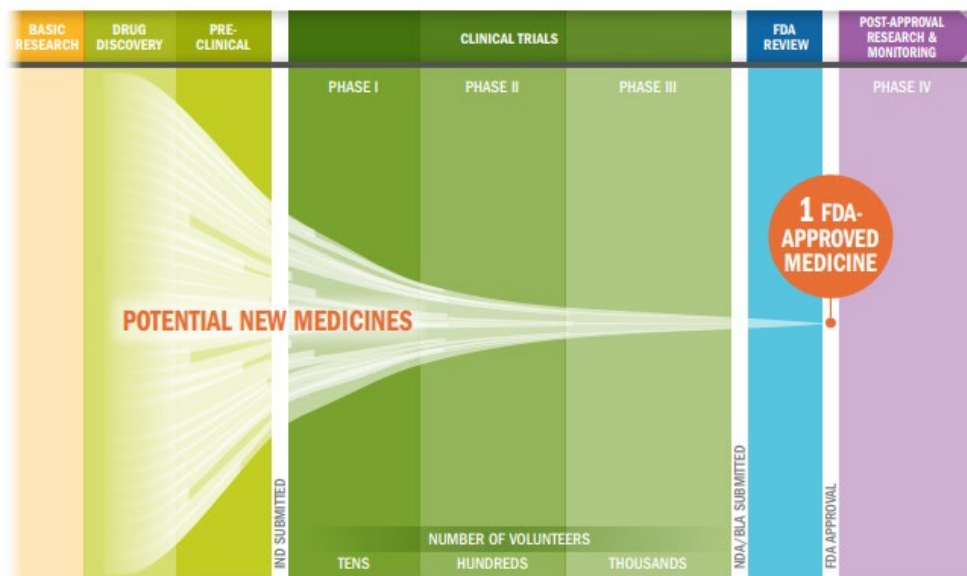 BASIC
RESEARCH
DRUG
DISCOVERY
PRE-
CLINICAL
CLINICAL TRIALS
FDA
REVIEW
POST-APPROVAL
RESEARCH &
MONITORING
PHASE I
PHASE II
PHASE III
PHASE IV
1 FDA-
APPROVED
MEDICINE
POTENTIAL NEW MEDICINES
IND SUBMITTED
NDA/BLA SUBMITTED
FDA APPROVAL
NUMBER OF VOLUNTEERS
TENS
HUNDREDS
THOUSANDS